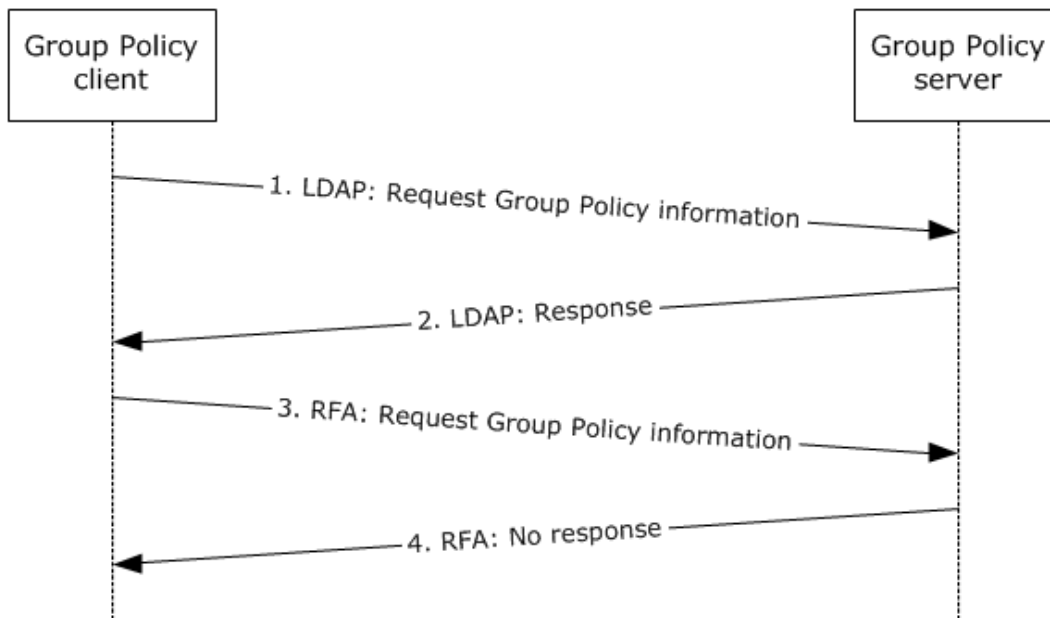 Group Policy
client
Group Policy
server
1. LDAP: Request Group Policy information
2. LDAP: Response
3. RFA: Request Group Policy information
4. RFA: No response